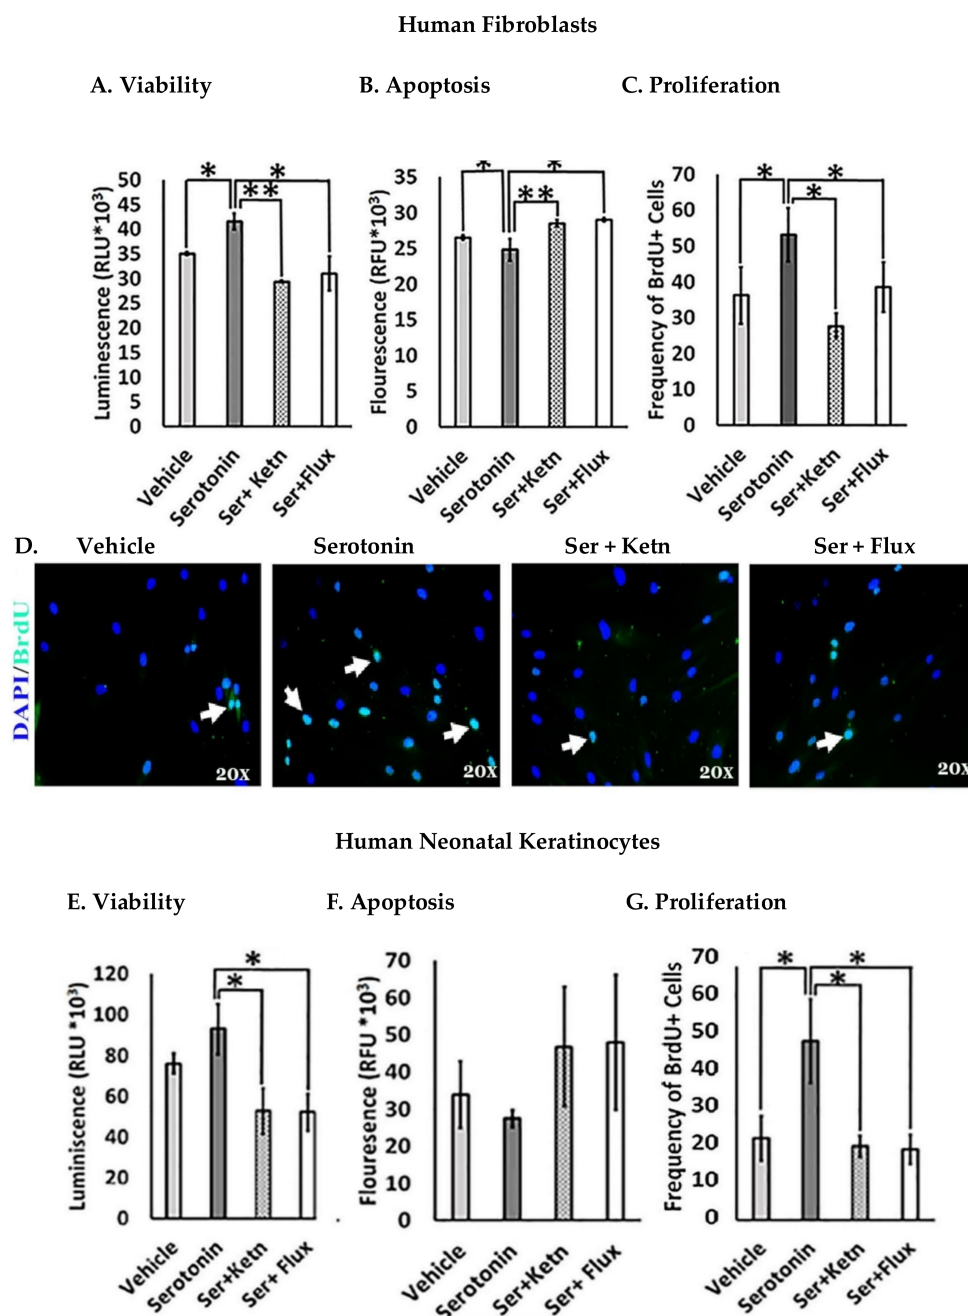 Human Fibroblasts
A. Viability
B. Apoptosis
C. Proliferation
Luminescence (RLU*10³)
50
45
40
35
30
25
20
15
10
5
0
* * **
Vehicle
Serotonin
Ser+ Ketn
Ser+Flux
Flourescence (RFU*10³)
35
30
25
20
15
10
5
0
* * **
Vehicle
Serotonin
Ser+Ketn
Ser+Flux
Frequency of BrdU+ Cells
70
60
50
40
30
20
10
0
* * *
Vehicle
Serotonin
Ser+Ketn
Ser+Flux
D. Vehicle Serotonin Ser + Ketn Ser + Flux
DAPI/BrdU
20X 20X 20X 20X
Human Neonatal Keratinocytes
E. Viability
F. Apoptosis
G. Proliferation
Luminiscence (RLU *10³)
120
100
80
60
40
20
0
* *
Vehicle
Serotonin
Ser+Ketn
Ser+ Flux
Flouresence (RFU *10³)
70
60
50
40
30
20
10
0
Vehicle
Serotonin
Ser+Ketn
Ser+ Flux
Frequency of BrdU+ Cells
70
60
50
40
30
20
10
0
* * *
Vehicle
Serotonin
Ser+Ketn
Ser+Flux